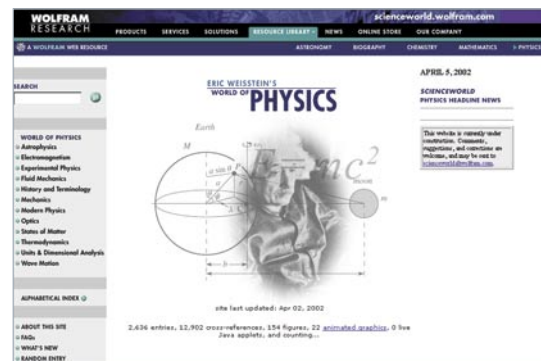 WOLFRAM
RESEARCH
scienceworld.wolfram.com
PRODUCTS SERVICES SOLUTIONS RESOURCE LIBRARY NEWS ONLINE STORE OUR COMPANY
A WOLFRAM WEB RESOURCE
ASTRONOMY BIOGRAPHY CHEMISTRY MATHEMATICS PHYSICS
SEARCH
WORLD OF PHYSICS
Astrophysics
Electromagnetism
Experimental Physics
Fluid Mechanics
History and Terminology
Mechanics
Modern Physics
Optics
States of Matter
Thermodynamics
Units & Dimensional Analysis
Wave Motion
ALPHABETICAL INDEX
ABOUT THIS SITE
FAQs
WHAT'S NEW
RANDOM ENTRY
ERIC WEISSTEIN'S
WORLD OF PHYSICS
Earth
M
E=mc²
moon
m
b
site last updated: Apr 02, 2002
2,636 entries, 12,902 cross-references, 154 figures, 22 animated graphics, 0 live
Java applets, and counting...
APRIL 5, 2002
SCIENCEWORLD
PHYSICS HEADLINE NEWS
This website is currently under
construction. Comments,
suggestions, and corrections are
welcome, and may be sent to
scienceworld@wolfram.com.